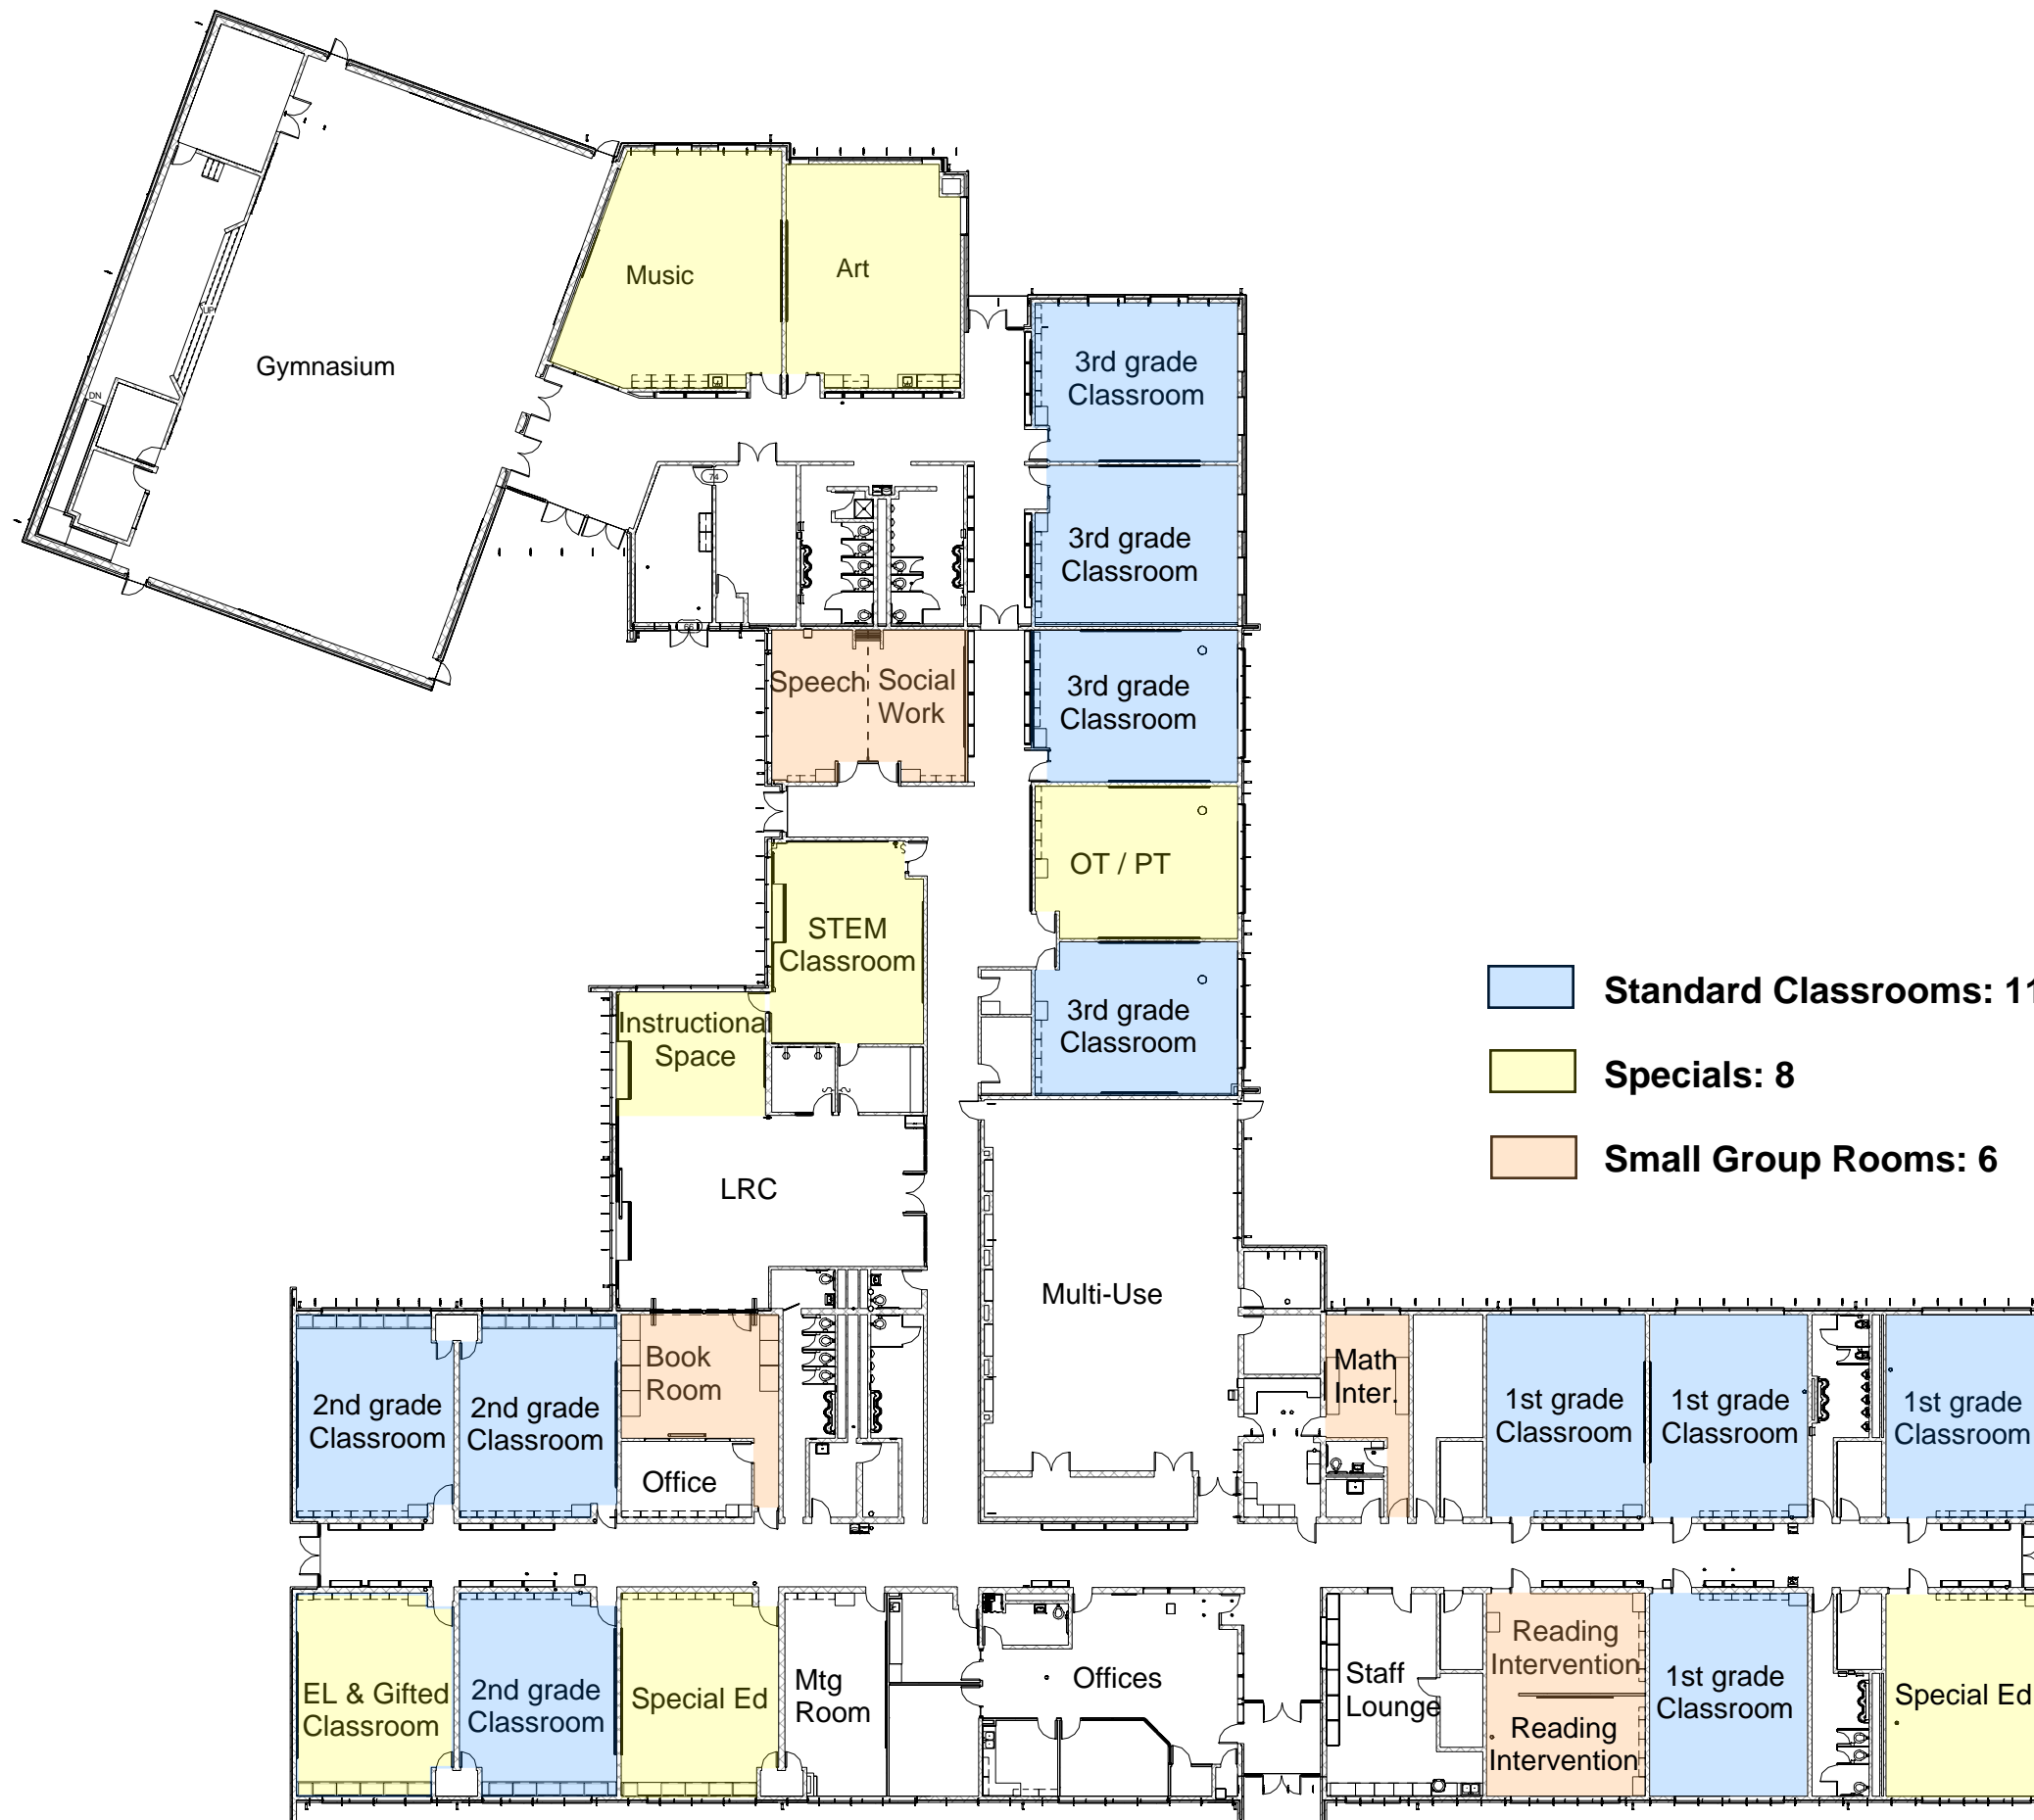 Music
Art
Gymnasium
UP
DN
3rd grade
Classroom
74
3rd grade
Classroom
66
Speech
Social
Work
3rd grade
Classroom
OT / PT
STEM
Classroom
Instructional
Space
3rd grade
Classroom
Standard Classrooms: 11
Specials: 8
Small Group Rooms: 6
LRC
Multi-Use
2nd grade
Classroom
2nd grade
Classroom
Book
Room
Office
Math
Inter.
1st grade
Classroom
1st grade
Classroom
1st grade
Classroom
EL & Gifted
Classroom
2nd grade
Classroom
Special Ed
Mtg
Room
Offices
Staff
Lounge
Reading
Intervention
Reading
Intervention
1st grade
Classroom
Special Ed